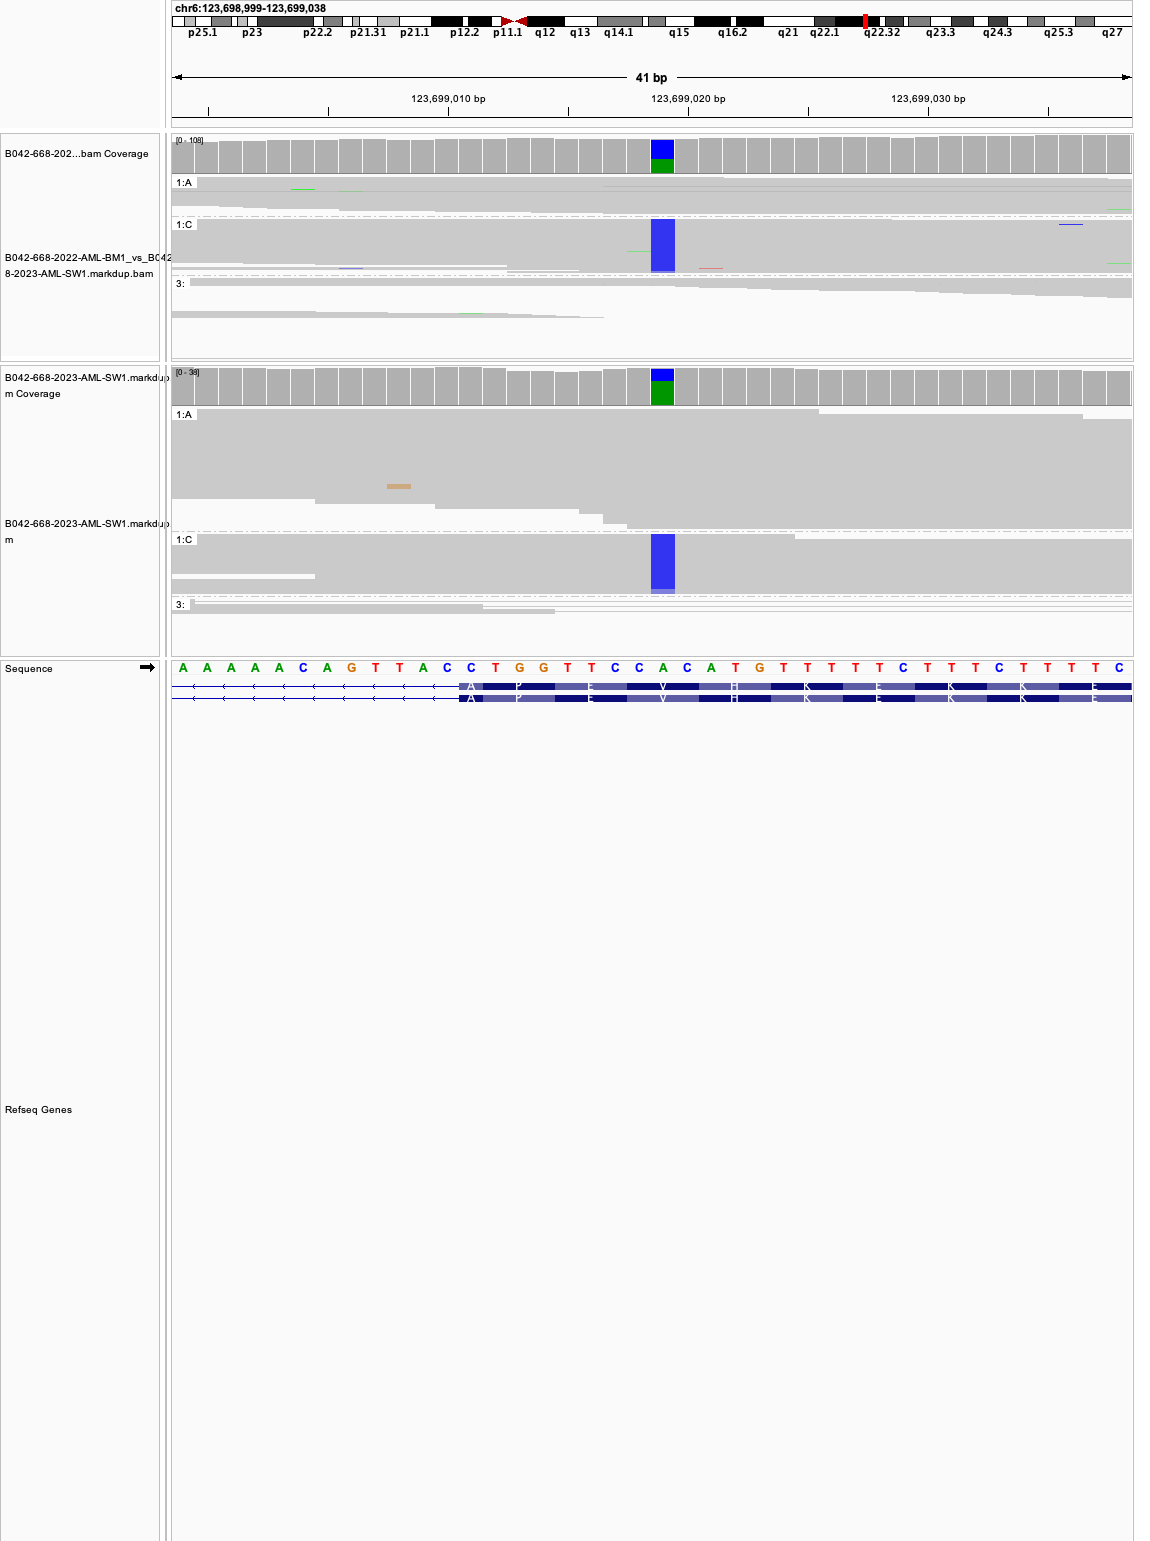 chr6:123,698,999-123,699,038
p25.1 p23 p22.2 p21.31 p21.1 p12.2 p11.1 q12 q13 q14.1 q15 q16.2 q21 q22.1 q22.32 q23.3 q24.3 q25.3 q27
41 bp
123,699,010 bp 123,699,020 bp 123,699,030 bp
[0 - 108]
B042-668-202...bam Coverage
1:A
1:C
B042-668-2022-AML-BM1_vs_B042
8-2023-AML-SW1.markdup.bam
3:
[0 - 38]
B042-668-2023-AML-SW1.markdup
m Coverage
1:A
B042-668-2023-AML-SW1.markdup
m
1:C
3:
Sequence A A A A A C A G T T A C C T G G T T C C A C A T G T T T T T C T T T C T T T T C
A P E V H K E K K E
A P E V H K E K K E
Refseq Genes